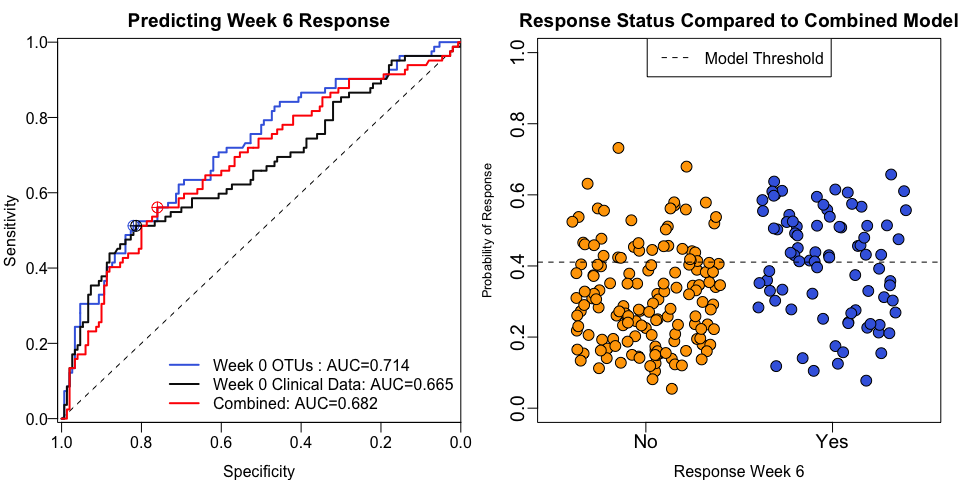 Predicting Week 6 Response
1.0
0.8
0.6
0.4
0.2
0.0
Sensitivity
Week 0 OTUs : AUC=0.714
Week 0 Clinical Data: AUC=0.665
Combined: AUC=0.682
1.0 0.8 0.6 0.4 0.2 0.0
Specificity
Response Status Compared to Combined Model
Model Threshold
1.0
0.8
0.6
0.4
0.2
0.0
Probability of Response
No Yes
Response Week 6